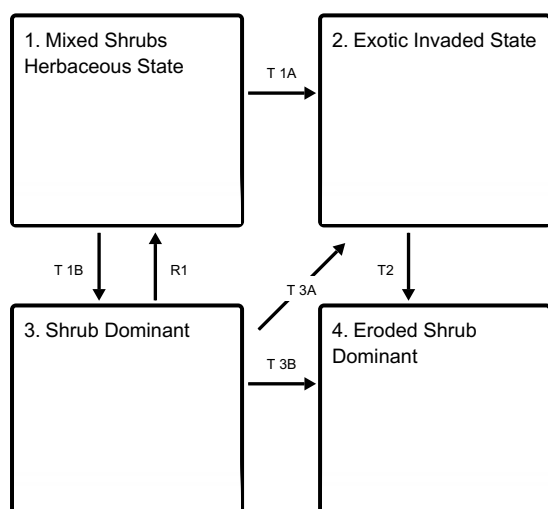 1. Mixed Shrubs
Herbaceous State
T 1A
2. Exotic Invaded State
T 1B
R1
T 3A
T2
3. Shrub Dominant
T 3B
4. Eroded Shrub
Dominant